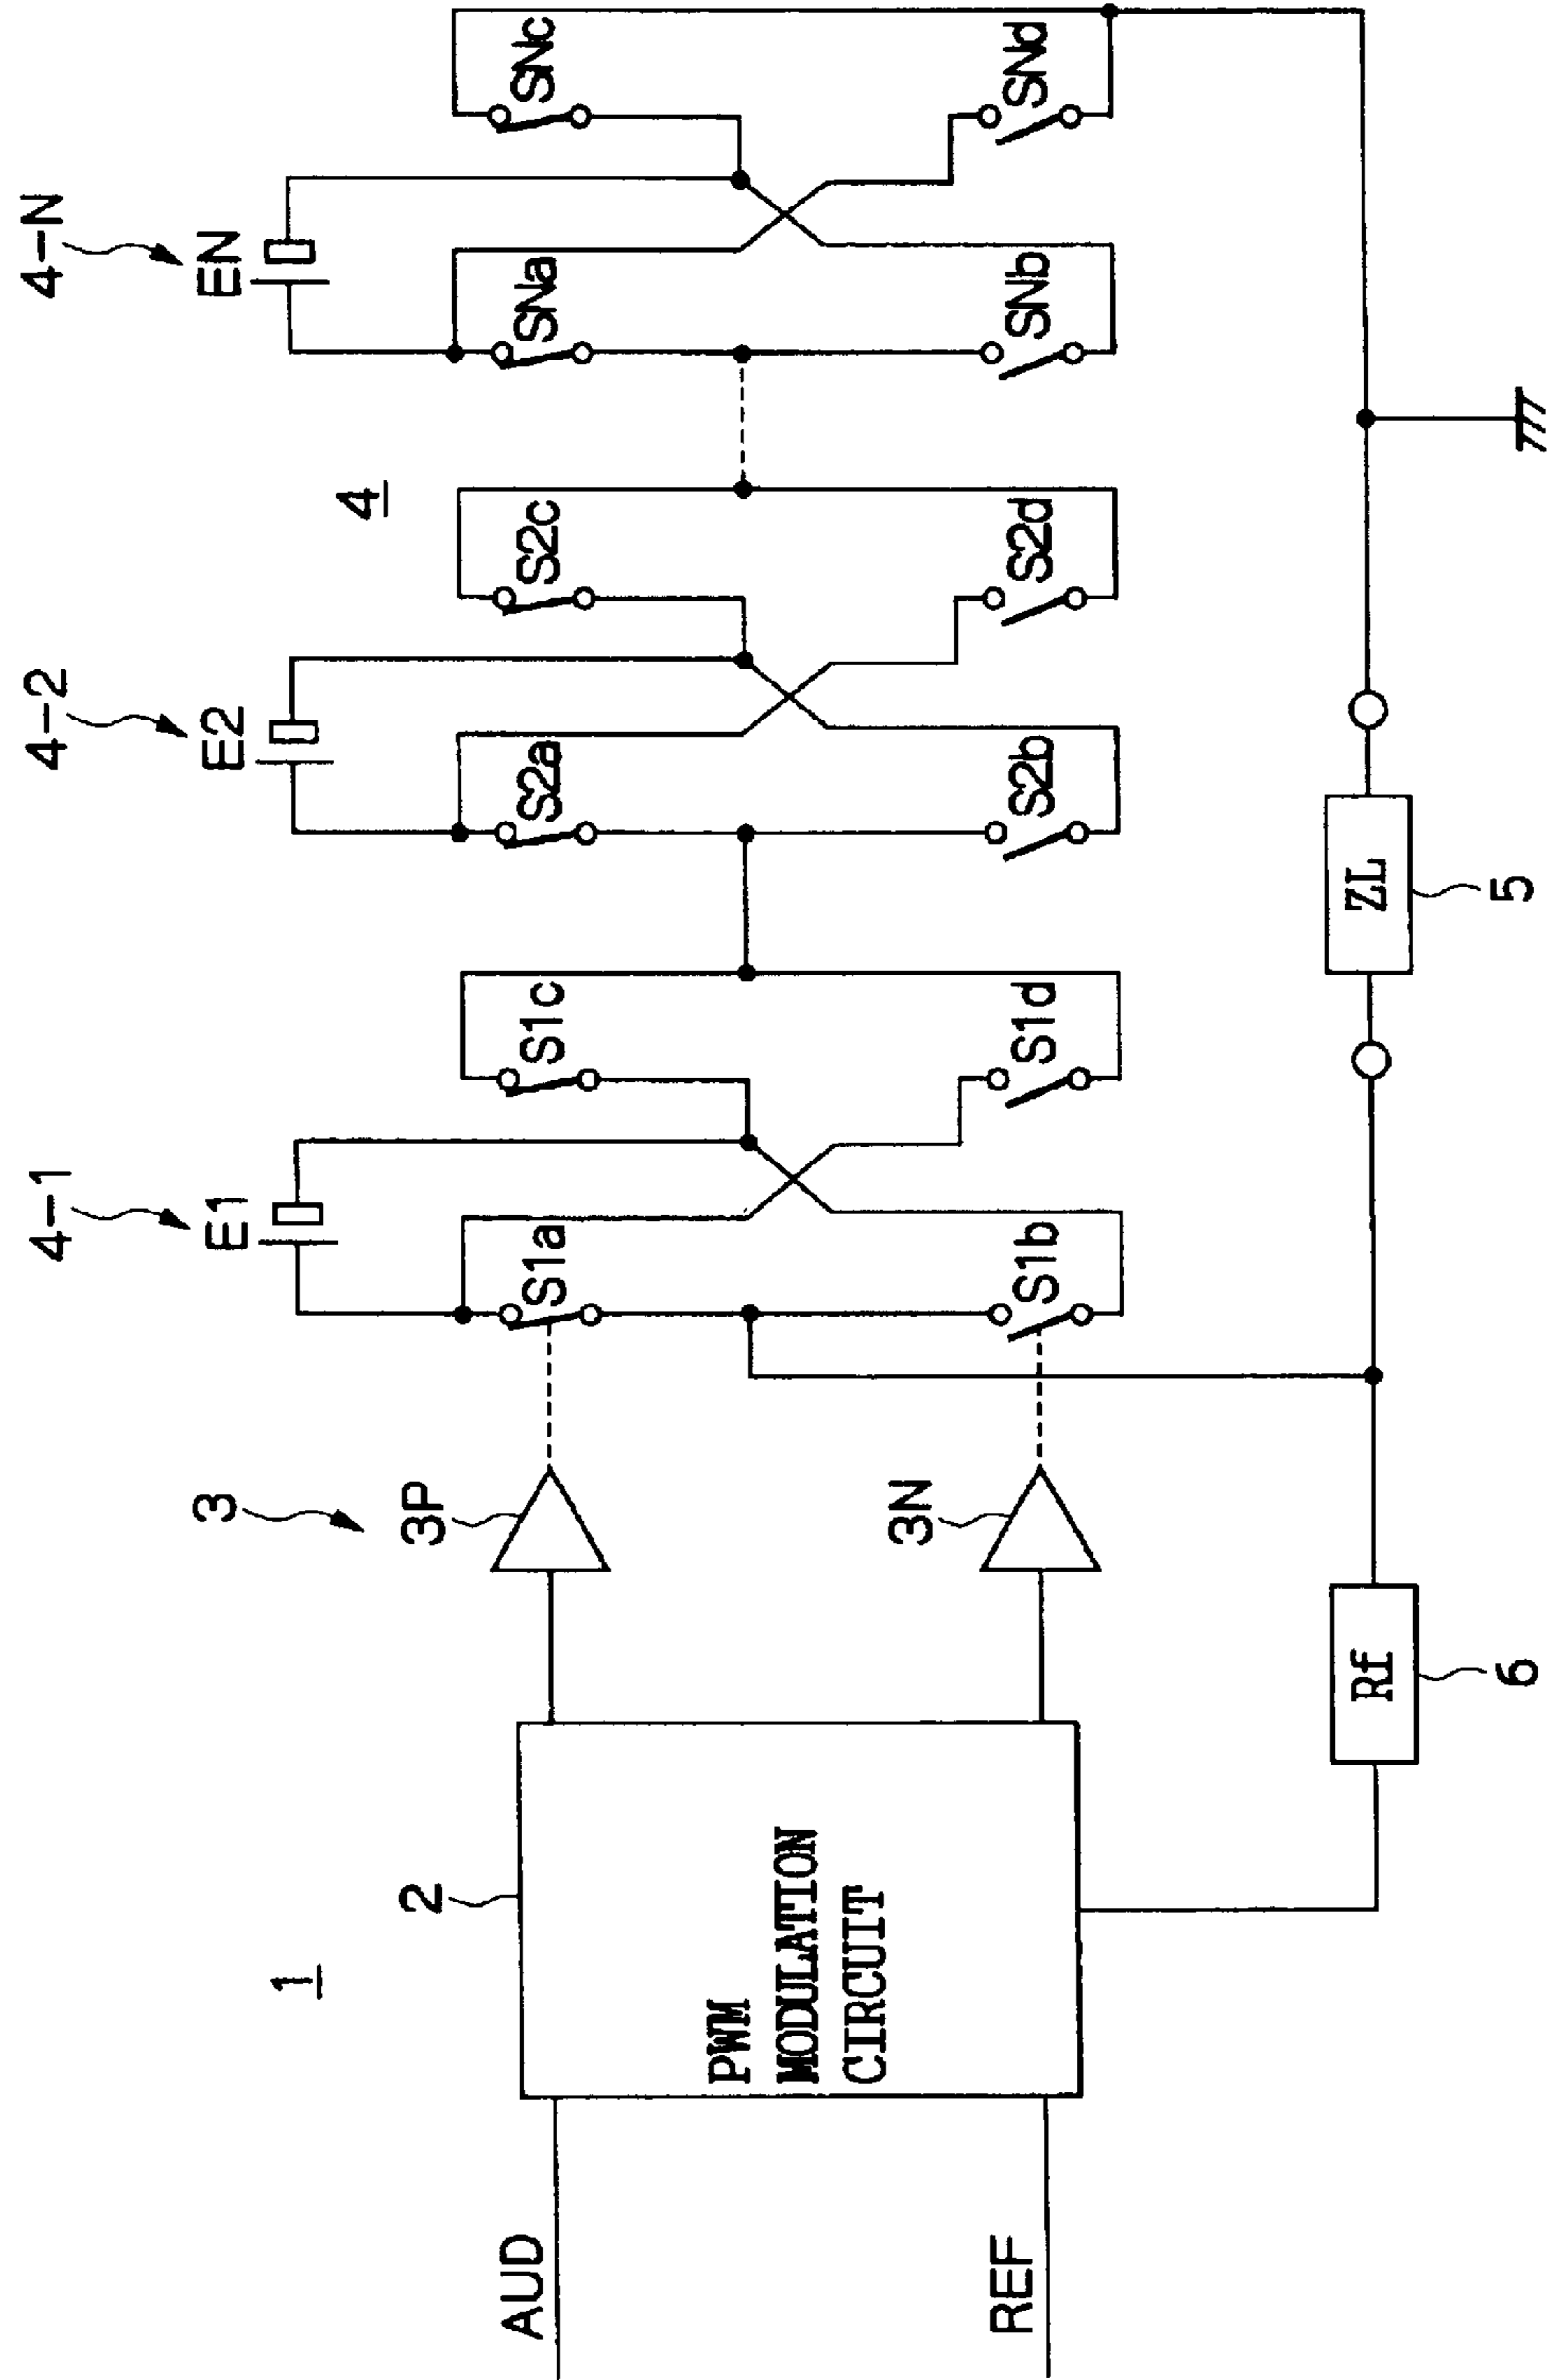 1
2
PWM
MODULATION
CIRCUIT
AUD
REF
3
3P
3N
4-1
E1
S1a
S1b
S1c
S1d
4-2
E2
S2a
S2b
S2c
S2d
4
4-N
EN
SNa
SNb
SNc
SNd
Rf
6
ZL
5